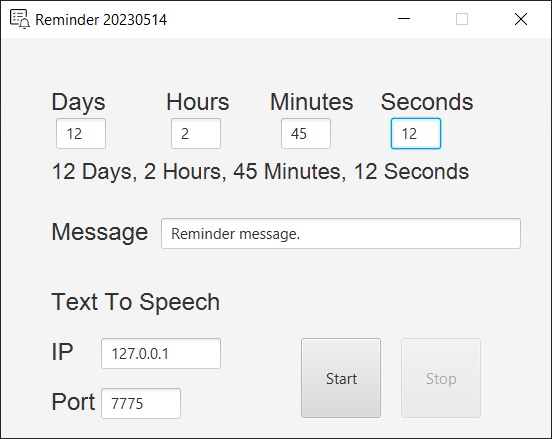 Reminder 20230514
Days Hours Minutes Seconds
12 2 45 12
12 Days, 2 Hours, 45 Minutes, 12 Seconds
Message Reminder message.
Text To Speech
IP 127.0.0.1
Start Stop
Port 7775